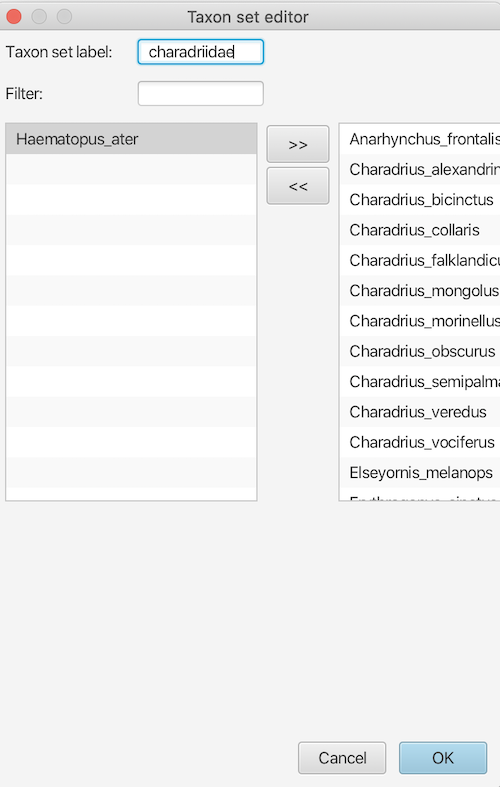 Taxon set editor
Taxon set label: charadriidae
Filter:
Haematopus_ater
>>
<<
Anarhynchus_frontalis
Charadrius_alexandrin
Charadrius_bicinctus
Charadrius_collaris
Charadrius_falklandicu
Charadrius_mongolus
Charadrius_morinellus
Charadrius_obscurus
Charadrius_semipalma
Charadrius_veredus
Charadrius_vociferus
Elseyornis_melanops
Cancel OK